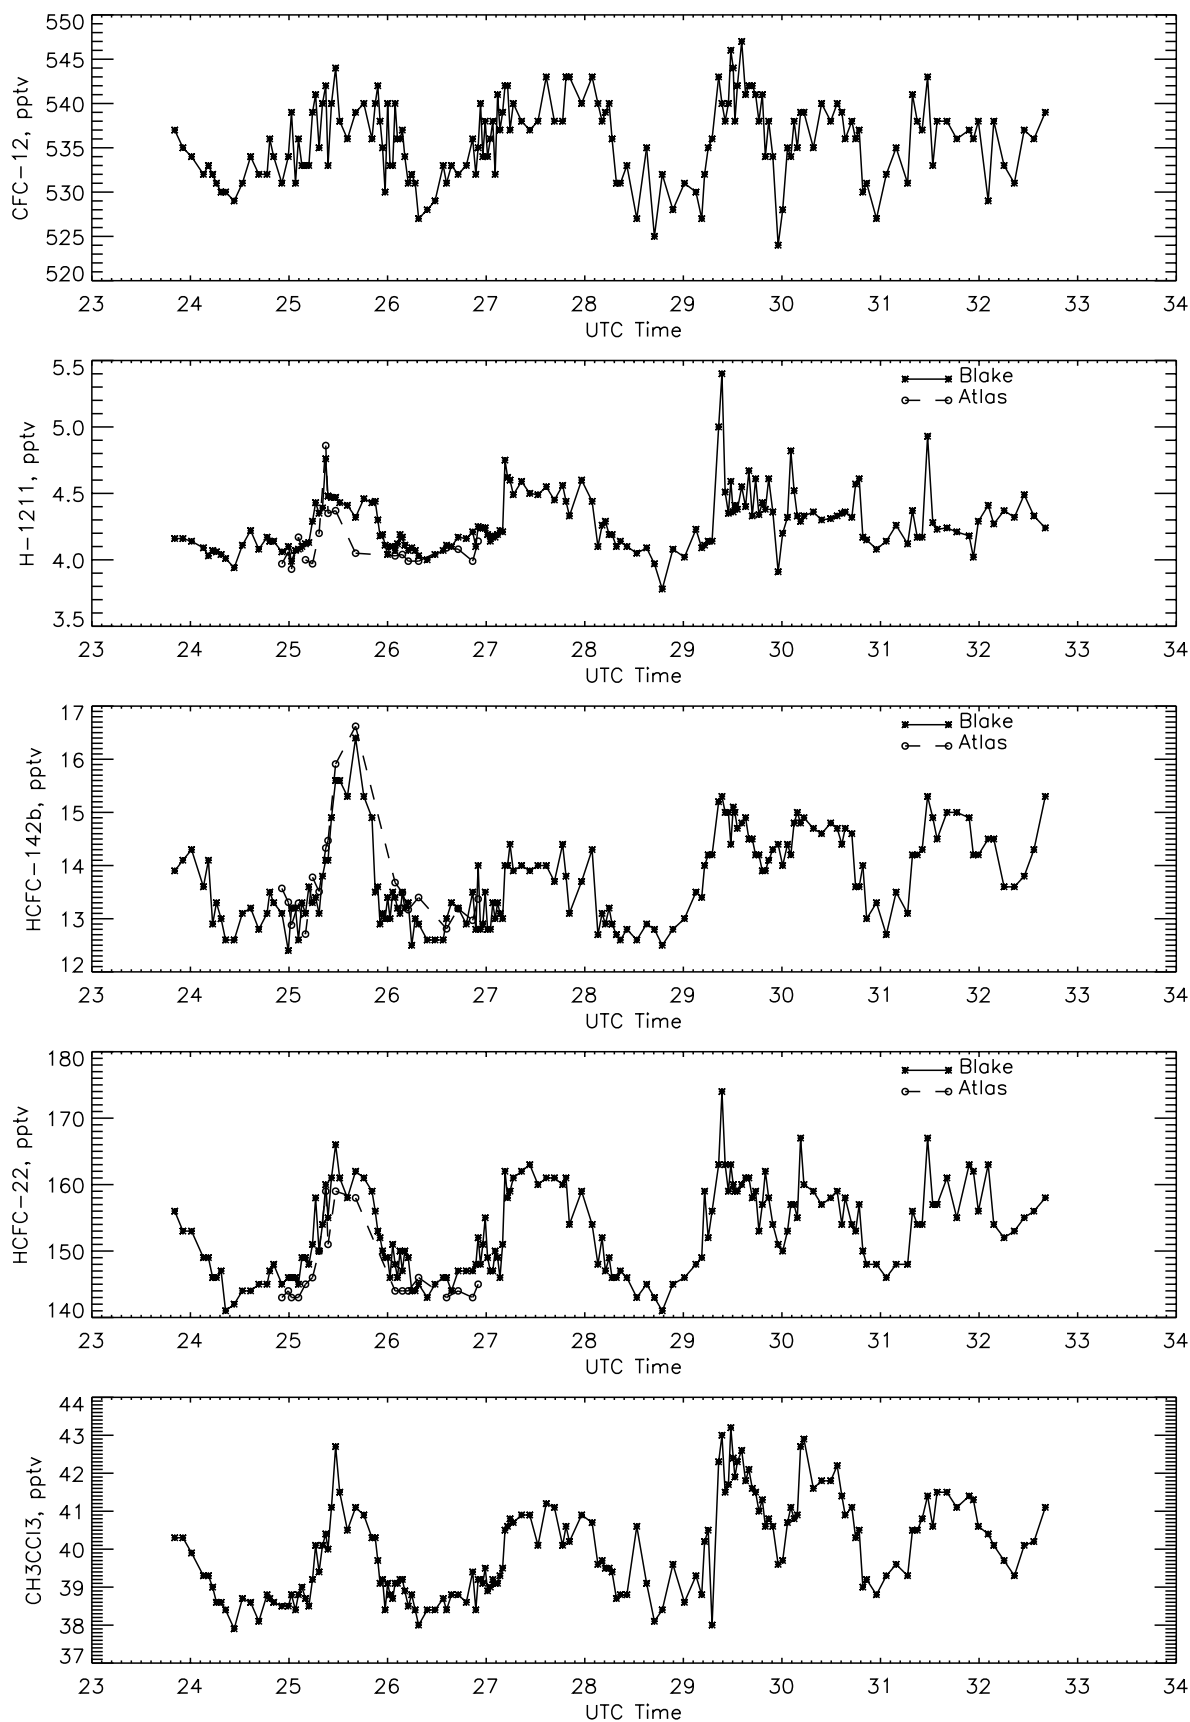 550
545
540
535
530
525
520
CFC-12, pptv
23 24 25 26 27 28 29 30 31 32 33 34
UTC Time
5.5
5.0
4.5
4.0
3.5
H-1211, pptv
Blake
Atlas
23 24 25 26 27 28 29 30 31 32 33 34
UTC Time
17
16
15
14
13
12
HCFC-142b, pptv
Blake
Atlas
23 24 25 26 27 28 29 30 31 32 33 34
UTC Time
180
170
160
150
140
HCFC-22, pptv
Blake
Atlas
23 24 25 26 27 28 29 30 31 32 33 34
UTC Time
44
43
42
41
40
39
38
37
CH3CCl3, pptv
23 24 25 26 27 28 29 30 31 32 33 34
UTC Time